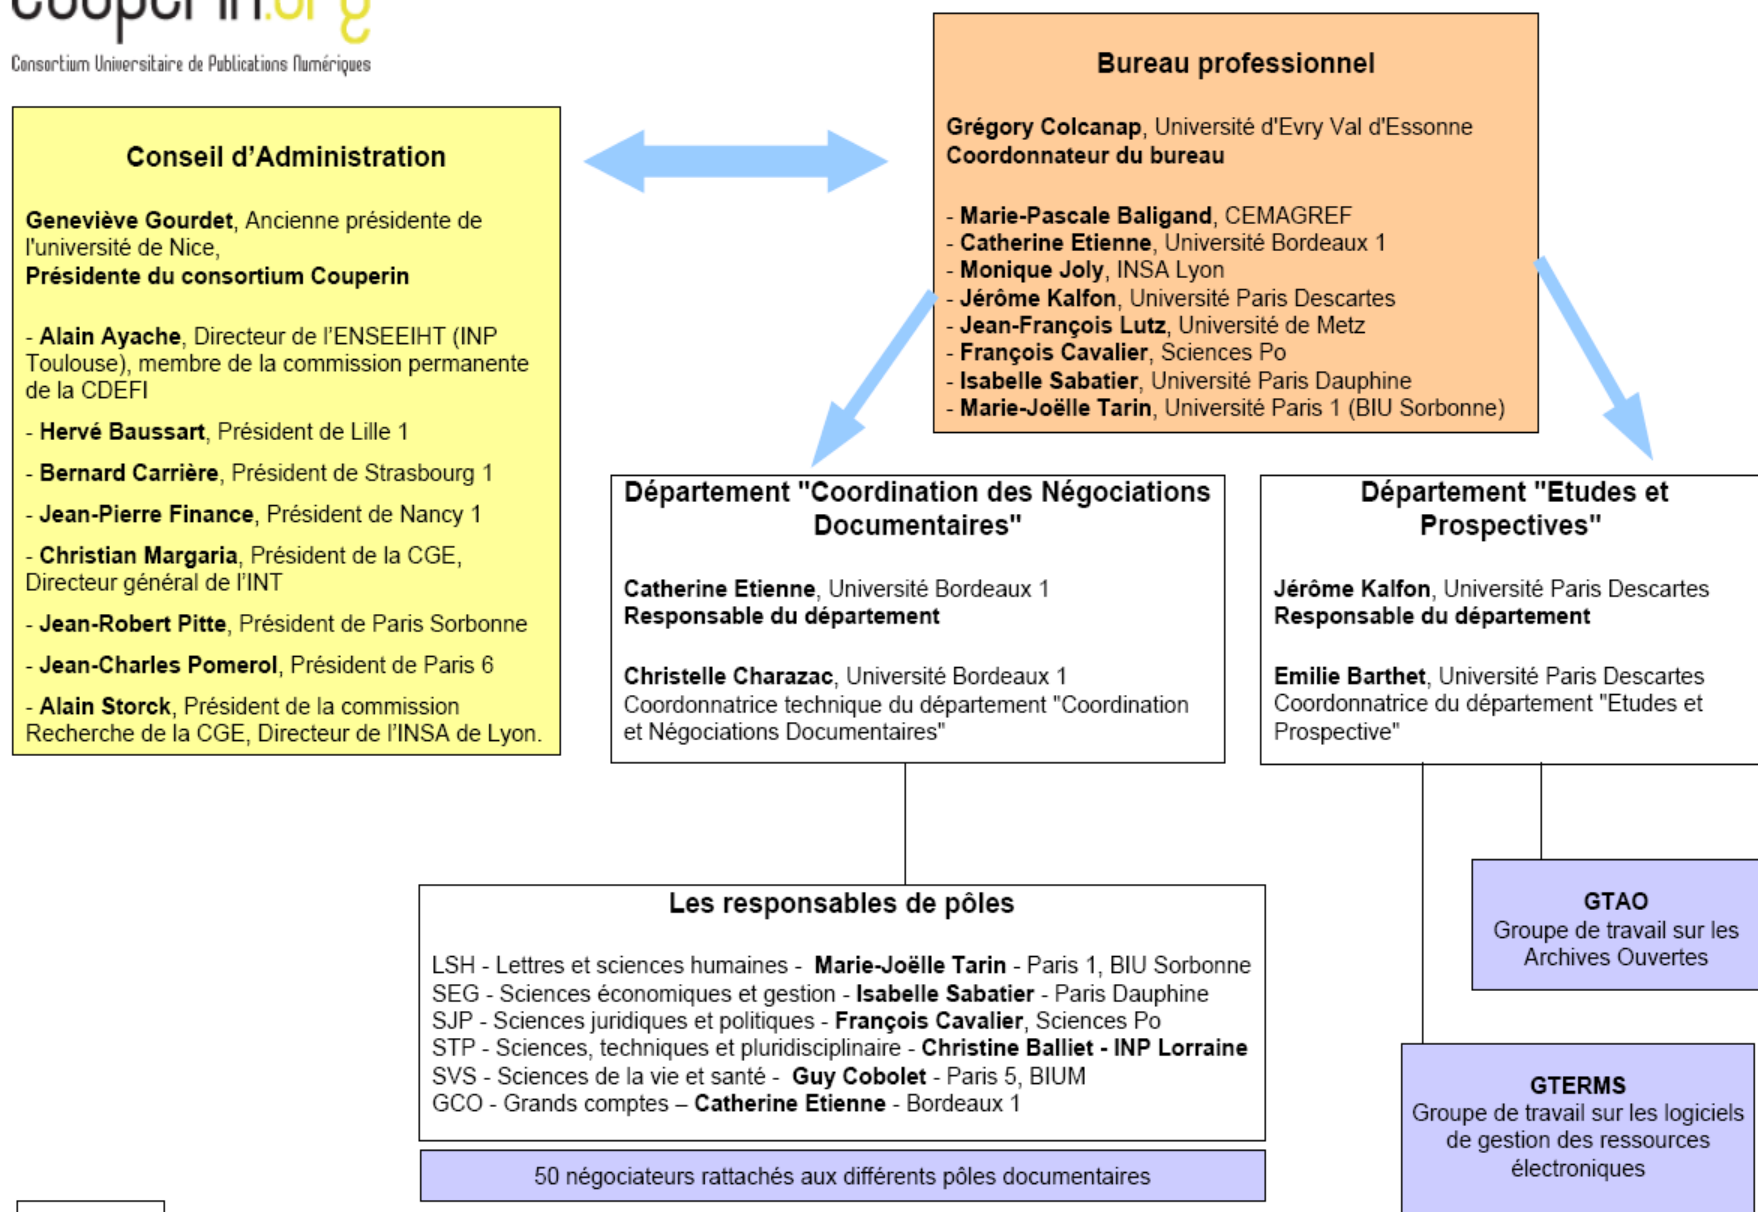 couperin.org
Consortium Universitaire de Publications Numériques
Conseil d’Administration
Geneviève Gourdet, Ancienne présidente de
l'université de Nice,
Présidente du consortium Couperin
- Alain Ayache, Directeur de l’ENSEEIHT (INP
Toulouse), membre de la commission permanente
de la CDEFI
- Hervé Baussart, Président de Lille 1
- Bernard Carrière, Président de Strasbourg 1
- Jean-Pierre Finance, Président de Nancy 1
- Christian Margaria, Président de la CGE,
Directeur général de l’INT
- Jean-Robert Pitte, Président de Paris Sorbonne
- Jean-Charles Pomerol, Président de Paris 6
- Alain Storck, Président de la commission
Recherche de la CGE, Directeur de l’INSA de Lyon.
Bureau professionnel
Grégory Colcanap, Université d'Evry Val d'Essonne
Coordonnateur du bureau
- Marie-Pascale Baligand, CEMAGREF
- Catherine Etienne, Université Bordeaux 1
- Monique Joly, INSA Lyon
- Jérôme Kalfon, Université Paris Descartes
- Jean-François Lutz, Université de Metz
- François Cavalier, Sciences Po
- Isabelle Sabatier, Université Paris Dauphine
- Marie-Joëlle Tarin, Université Paris 1 (BIU Sorbonne)
Département "Coordination des Négociations
Documentaires"
Catherine Etienne, Université Bordeaux 1
Responsable du département
Christelle Charazac, Université Bordeaux 1
Coordonnatrice technique du département "Coordination
et Négociations Documentaires"
Département "Etudes et
Prospectives"
Jérôme Kalfon, Université Paris Descartes
Responsable du département
Emilie Barthet, Université Paris Descartes
Coordonnatrice du département "Etudes et
Prospective"
Les responsables de pôles
LSH - Lettres et sciences humaines - Marie-Joëlle Tarin - Paris 1, BIU Sorbonne
SEG - Sciences économiques et gestion - Isabelle Sabatier - Paris Dauphine
SJP - Sciences juridiques et politiques - François Cavalier, Sciences Po
STP - Sciences, techniques et pluridisciplinaire - Christine Balliet - INP Lorraine
SVS - Sciences de la vie et santé - Guy Cobolet - Paris 5, BIUM
GCO - Grands comptes – Catherine Etienne - Bordeaux 1
50 négociateurs rattachés aux différents pôles documentaires
GTAO
Groupe de travail sur les
Archives Ouvertes
GTERMS
Groupe de travail sur les logiciels
de gestion des ressources
électroniques